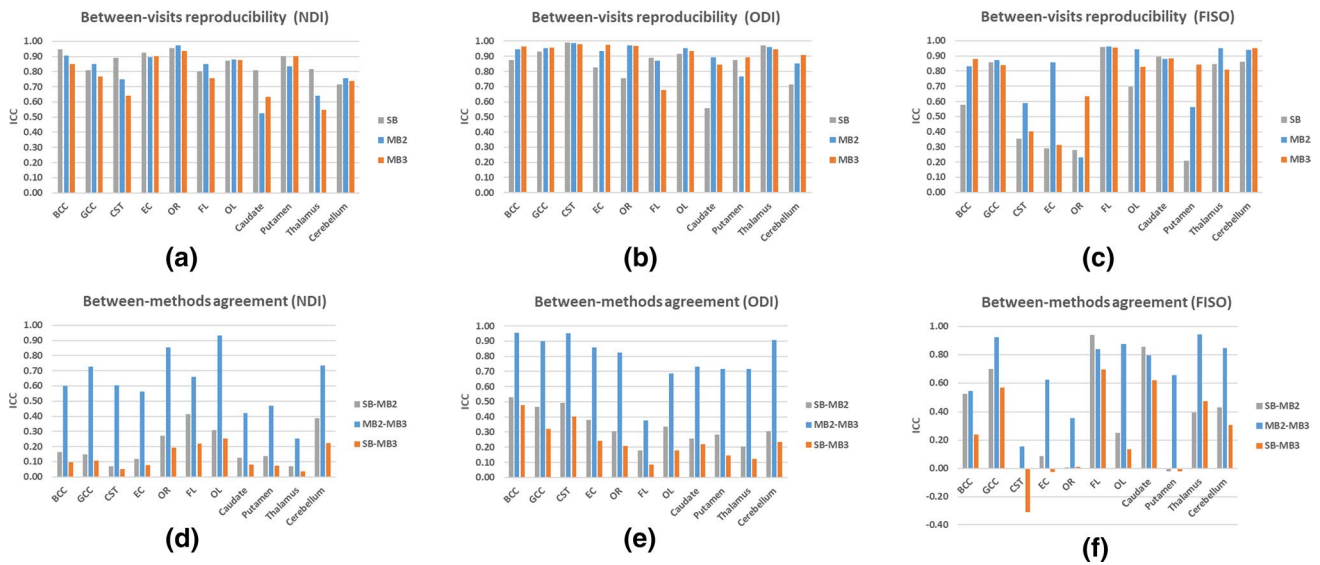 Between-visits reproducibility (NDI)
1.00
0.90
0.80
0.70
0.60
0.50
0.40
0.30
0.20
0.10
0.00
ICC
BCC
GCC
CST
EC
OR
FL
OL
Caudate
Putamen
Thalamus
Cerebellum
SB
MB2
MB3
(a)
Between-visits reproducibility (ODI)
1.00
0.90
0.80
0.70
0.60
0.50
0.40
0.30
0.20
0.10
0.00
ICC
BCC
GCC
CST
EC
OR
FL
OL
Caudate
Putamen
Thalamus
Cerebellum
SB
MB2
MB3
(b)
Between-visits reproducibility (FISO)
1.00
0.90
0.80
0.70
0.60
0.50
0.40
0.30
0.20
0.10
0.00
ICC
BCC
GCC
CST
EC
OR
FL
OL
Caudate
Putamen
Thalamus
Cerebellum
SB
MB2
MB3
(c)
Between-methods agreement (NDI)
1.00
0.90
0.80
0.70
0.60
0.50
0.40
0.30
0.20
0.10
0.00
ICC
BCC
GCC
CST
EC
OR
FL
OL
Caudate
Putamen
Thalamus
Cerebellum
SB-MB2
MB2-MB3
SB-MB3
(d)
Between-methods agreement (ODI)
1.00
0.90
0.80
0.70
0.60
0.50
0.40
0.30
0.20
0.10
0.00
ICC
BCC
GCC
CST
EC
OR
FL
OL
Caudate
Putamen
Thalamus
Cerebellum
SB-MB2
MB2-MB3
SB-MB3
(e)
Between-methods agreement (FISO)
1.00
0.80
0.60
0.40
0.20
0.00
-0.20
-0.40
ICC
BCC
GCC
CST
EC
OR
FL
OL
Caudate
Putamen
Thalamus
Cerebellum
SB-MB2
MB2-MB3
SB-MB3
(f)